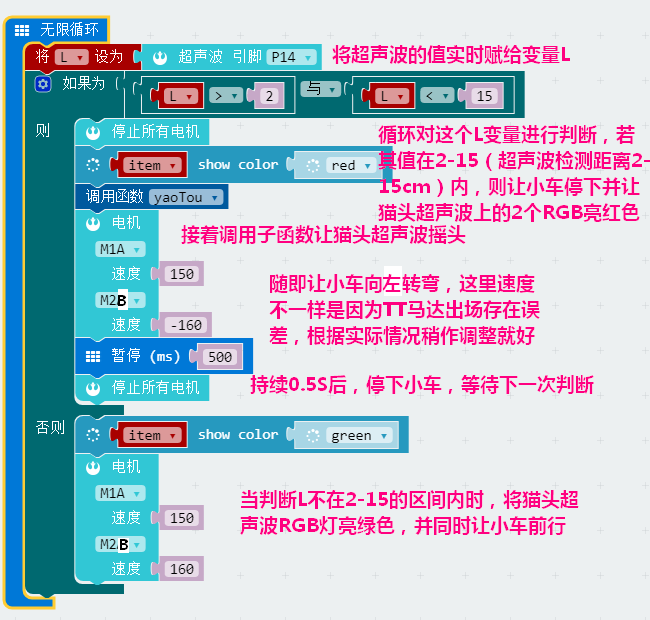 无限循环
将 L 设为 超声波 引脚 P14 将超声波的值实时赋给变量L
如果为 L > 2 与 L < 15
则 停止所有电机 循环对这个L变量进行判断，若
item show color red 其值在2-15（超声波检测距离2-
15cm）内，则让小车停下并让
调用函数 yaoTou 猫头超声波上的2个RGB亮红色
电机 接着调用子函数让猫头超声波摇头
M1A
速度 150 随即让小车向左转弯，这里速度
M2B 不一样是因为TT马达出场存在误
速度 -160 差，根据实际情况稍作调整就好
暂停 (ms) 500
停止所有电机 持续0.5S后，停下小车，等待下一次判断
否则 item show color green
电机
M1A 当判断L不在2-15的区间内时，将猫头超
速度 150 声波RGB灯亮绿色，并同时让小车前行
M2B
速度 160